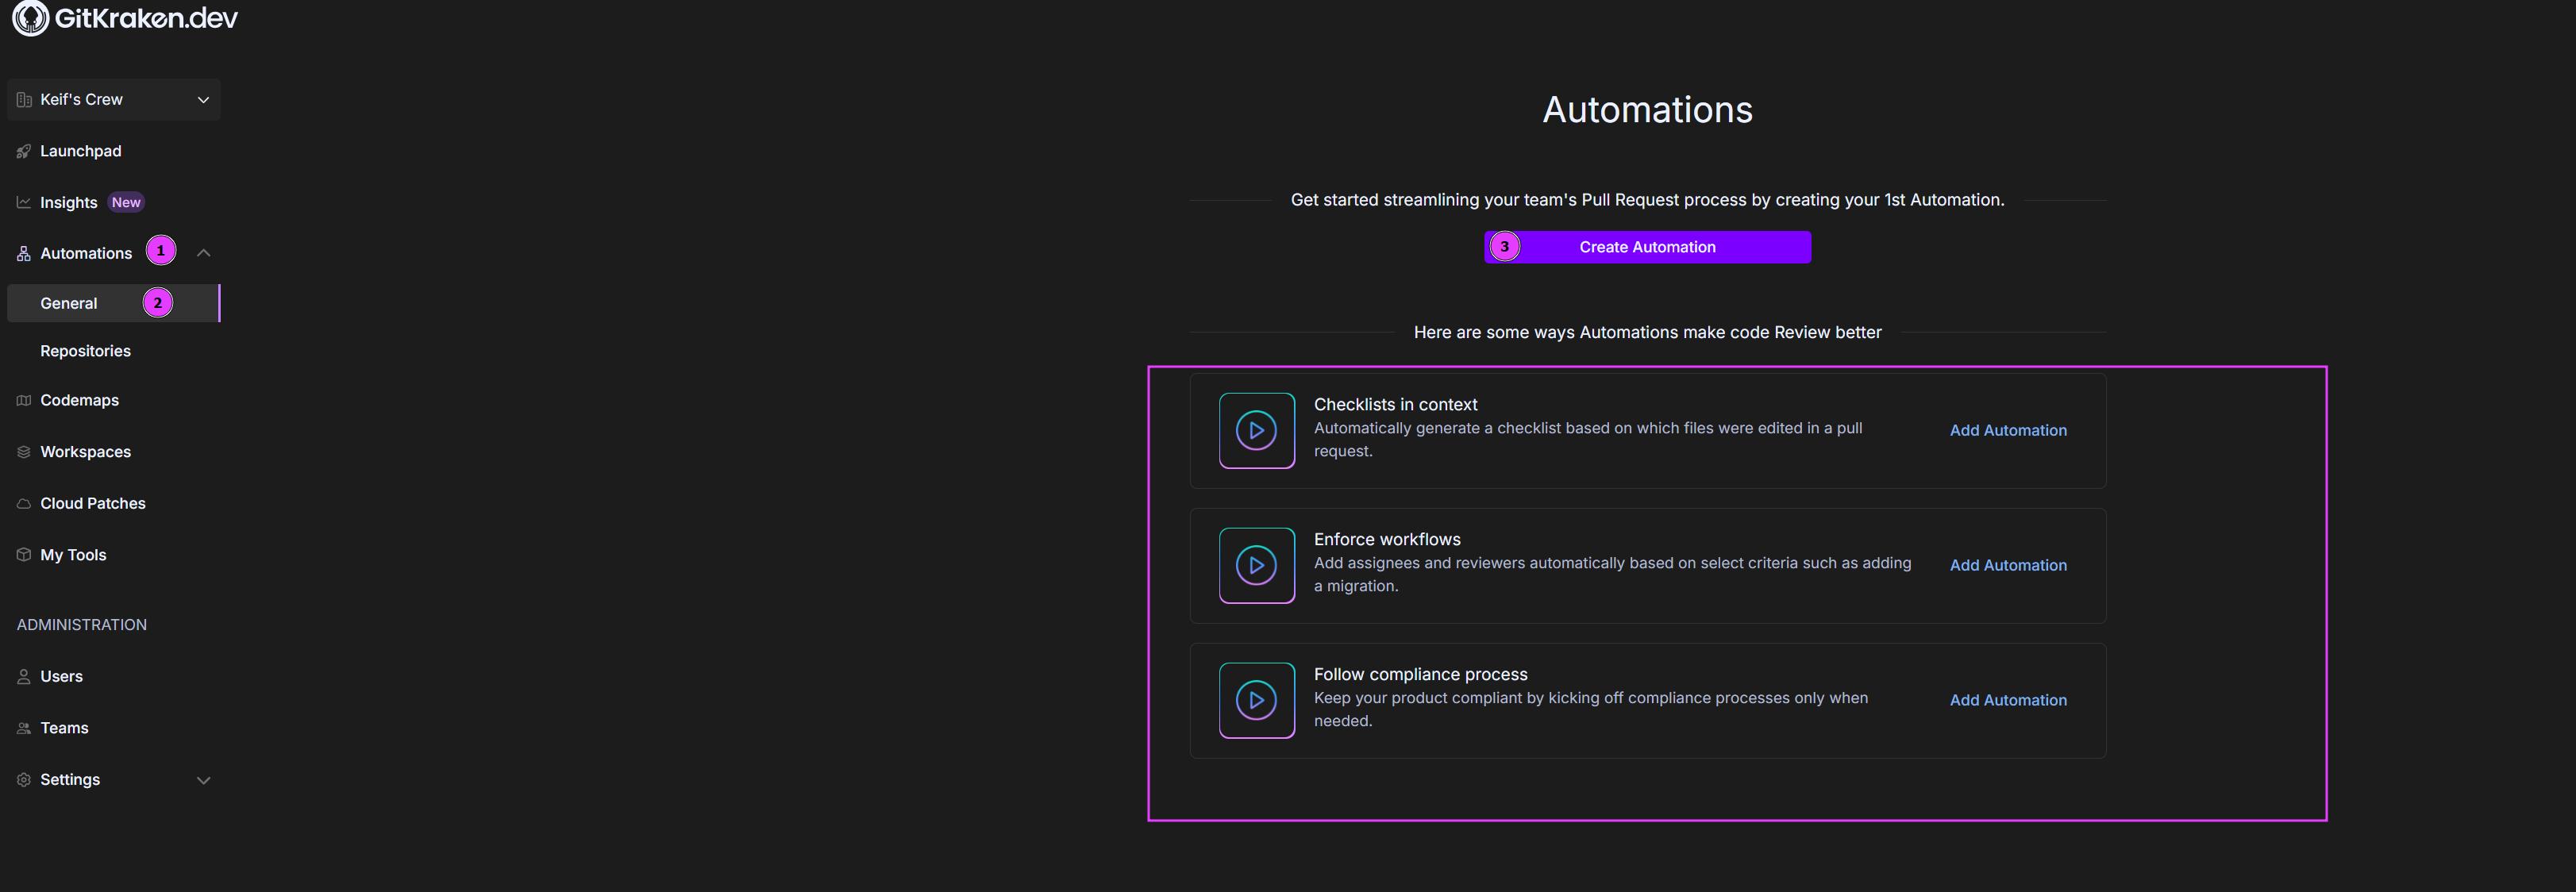 GitKraken.dev
Keif's Crew
Launchpad
Insights New
Automations 1
General 2
Repositories
Codemaps
Workspaces
Cloud Patches
My Tools
ADMINISTRATION
Users
Teams
Settings
Automations
Get started streamlining your team's Pull Request process by creating your 1st Automation.
3 Create Automation
Here are some ways Automations make code Review better
Checklists in context
Automatically generate a checklist based on which files were edited in a pull
request.
Add Automation
Enforce workflows
Add assignees and reviewers automatically based on select criteria such as adding
a migration.
Add Automation
Follow compliance process
Keep your product compliant by kicking off compliance processes only when
needed.
Add Automation